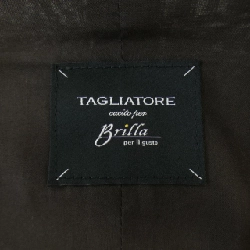 TAGLIATORE
cucito per
Brilla
per il gusto